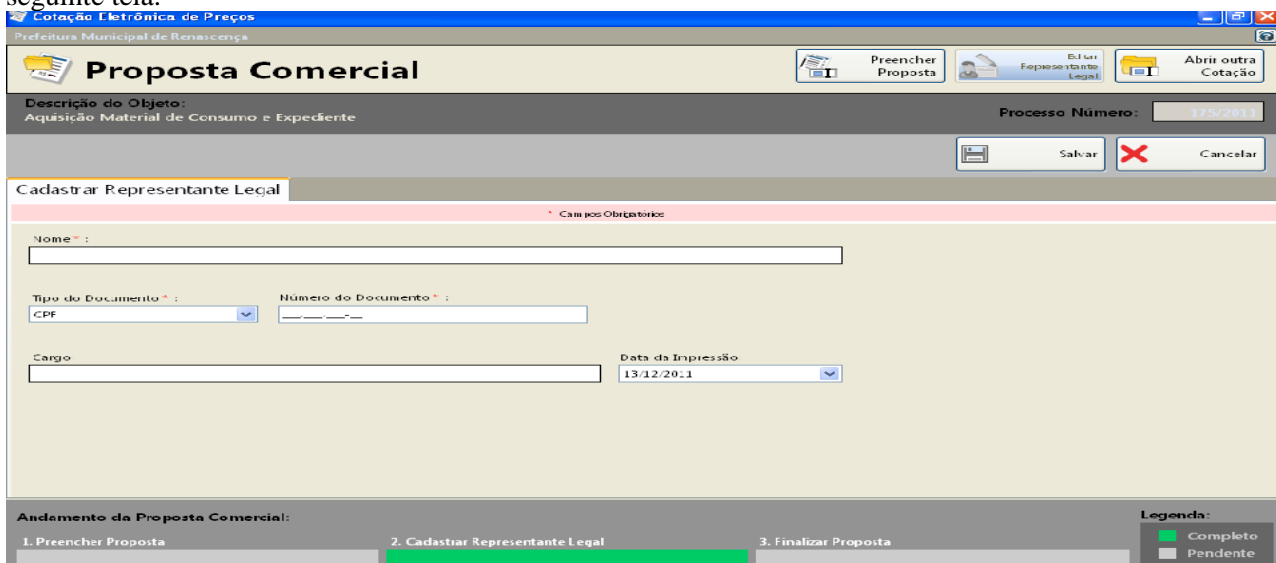 seguinte tela:
Cotação Eletrônica de Preços
Prefeitura Municipal de Renascença
Proposta Comercial
Preencher
Proposta
Editar
Representante
Legal
Abrir outra
Cotação
Descrição do Objeto:
Aquisição Material de Consumo e Expediente
Processo Número: 175/2011
Salvar
Cancelar
Cadastrar Representante Legal
* Campos Obrigatórios
Nome* :
Tipo do Documento* : Número do Documento* :
CPF ___.___.___-__
Cargo Data da Impressão
13/12/2011
Andamento da Proposta Comercial: Legenda:
1. Preencher Proposta 2. Cadastrar Representante Legal 3. Finalizar Proposta
Completo
Pendente